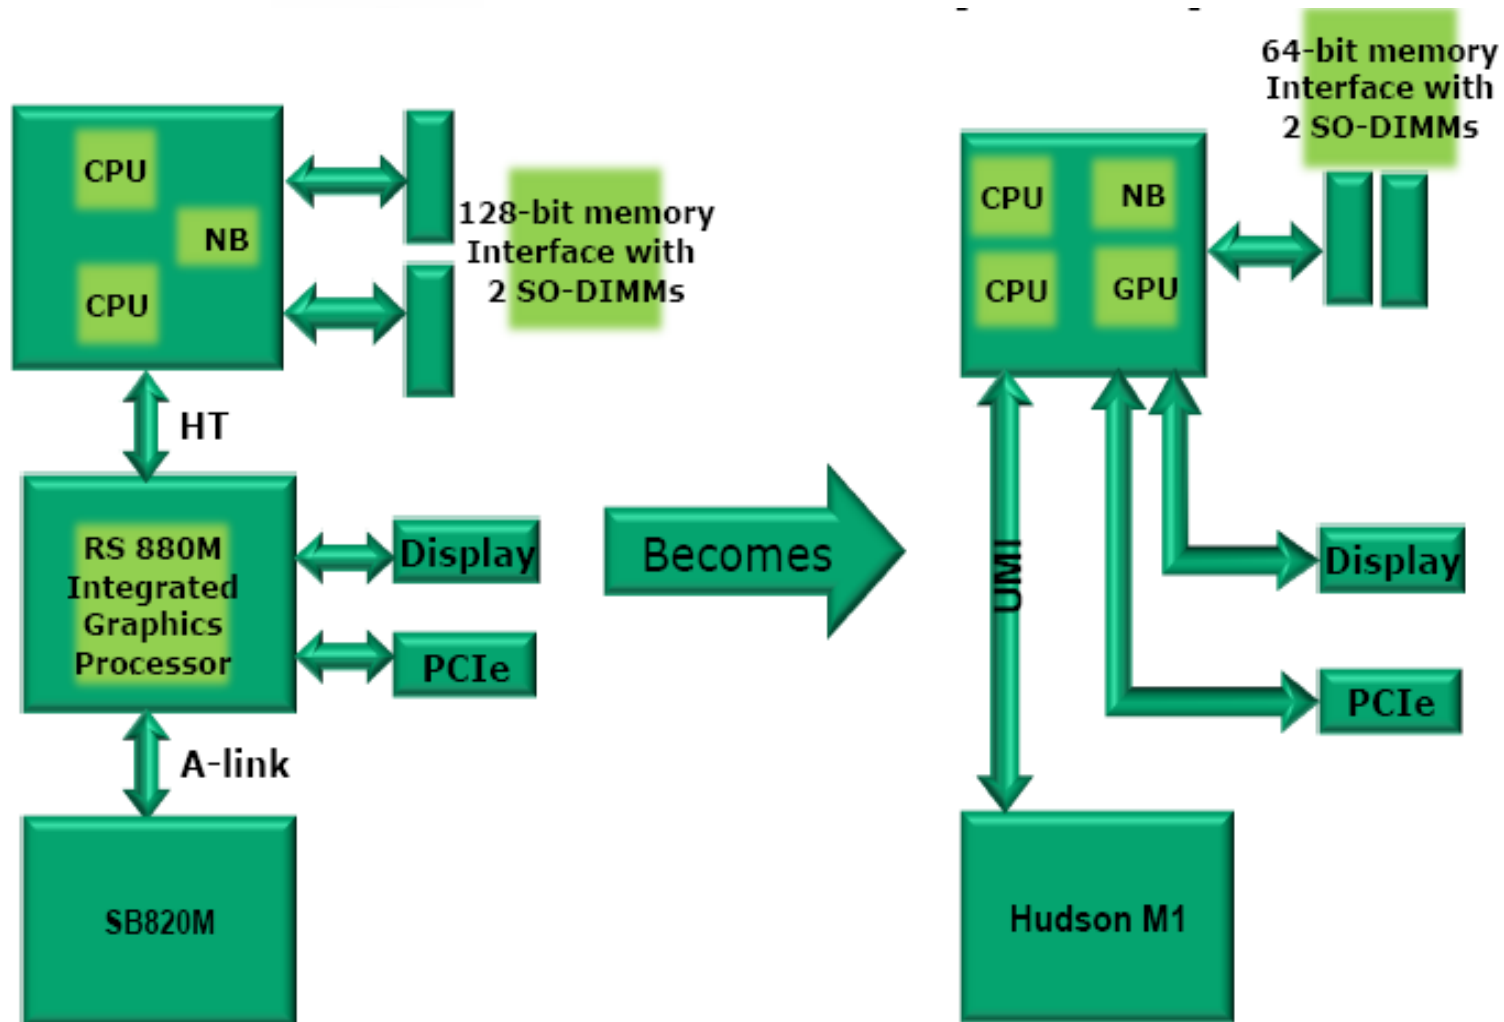 CPU
NB
CPU
128-bit memory
Interface with
2 SO-DIMMs
HT
RS 880M
Integrated
Graphics
Processor
Display
PCIe
A-link
SB820M
Becomes
64-bit memory
Interface with
2 SO-DIMMs
CPU
NB
CPU
GPU
UMI
Display
PCIe
Hudson M1